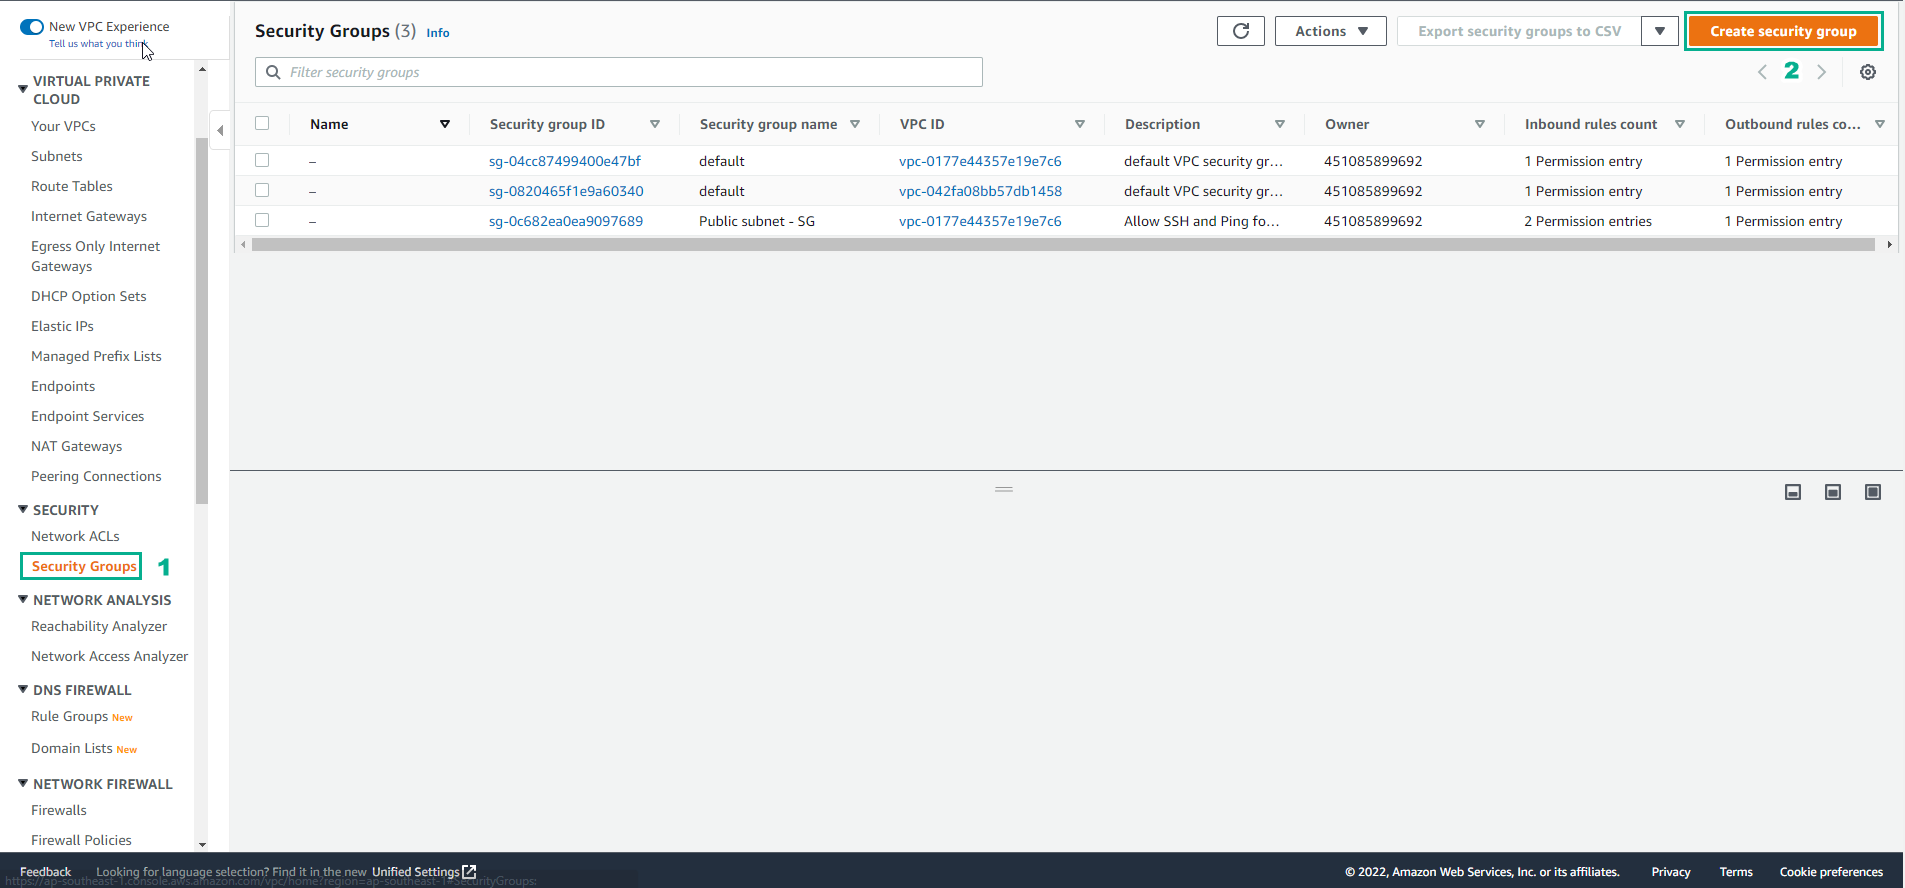 New VPC Experience
Tell us what you think
VIRTUAL PRIVATE
CLOUD
Your VPCs
Subnets
Route Tables
Internet Gateways
Egress Only Internet
Gateways
DHCP Option Sets
Elastic IPs
Managed Prefix Lists
Endpoints
Endpoint Services
NAT Gateways
Peering Connections
SECURITY
Network ACLs
Security Groups 1
NETWORK ANALYSIS
Reachability Analyzer
Network Access Analyzer
DNS FIREWALL
Rule Groups New
Domain Lists New
NETWORK FIREWALL
Firewalls
Firewall Policies
Security Groups (3) Info
Actions
Export security groups to CSV
Create security group
Filter security groups
2
Name Security group ID Security group name VPC ID Description Owner Inbound rules count Outbound rules co...
– sg-04cc87499400e47bf default vpc-0177e44357e19e7c6 default VPC security gr... 451085899692 1 Permission entry 1 Permission entry
– sg-0820465f1e9a60340 default vpc-042fa08bb57db1458 default VPC security gr... 451085899692 1 Permission entry 1 Permission entry
– sg-0c682ea0ea9097689 Public subnet - SG vpc-0177e44357e19e7c6 Allow SSH and Ping fo... 451085899692 2 Permission entries 1 Permission entry
Feedback Looking for language selection? Find it in the new Unified Settings © 2022, Amazon Web Services, Inc. or its affiliates. Privacy Terms Cookie preferences
https://ap-southeast-1.console.aws.amazon.com/vpc/home?region=ap-southeast-1#SecurityGroups: